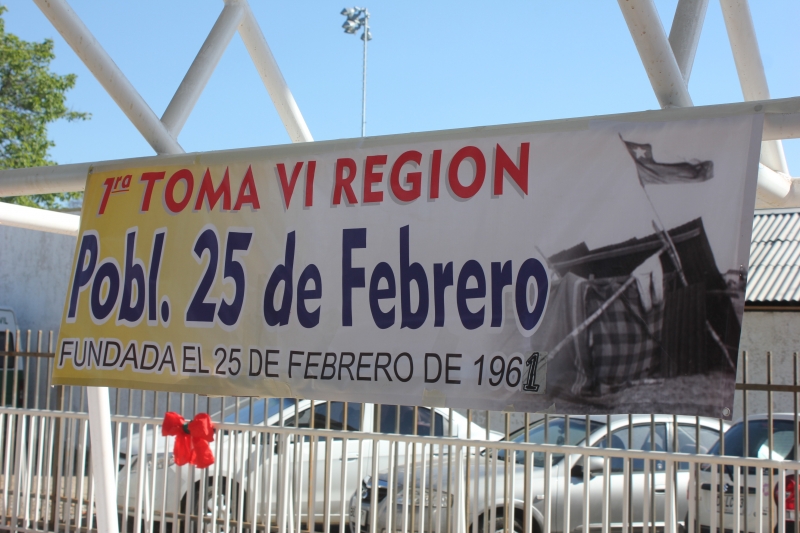 1ra TOMA VI REGION
Pobl. 25 de Febrero
FUNDADA EL 25 DE FEBRERO DE 1961